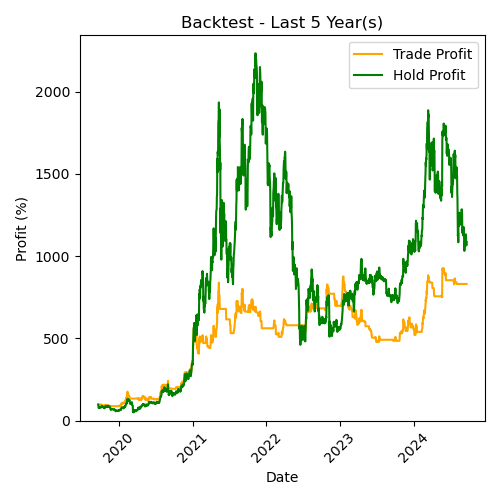 Backtest - Last 5 Year(s)
Trade Profit
Hold Profit
Profit (%)
2000
1500
1000
500
0
2020
2021
2022
2023
2024
Date